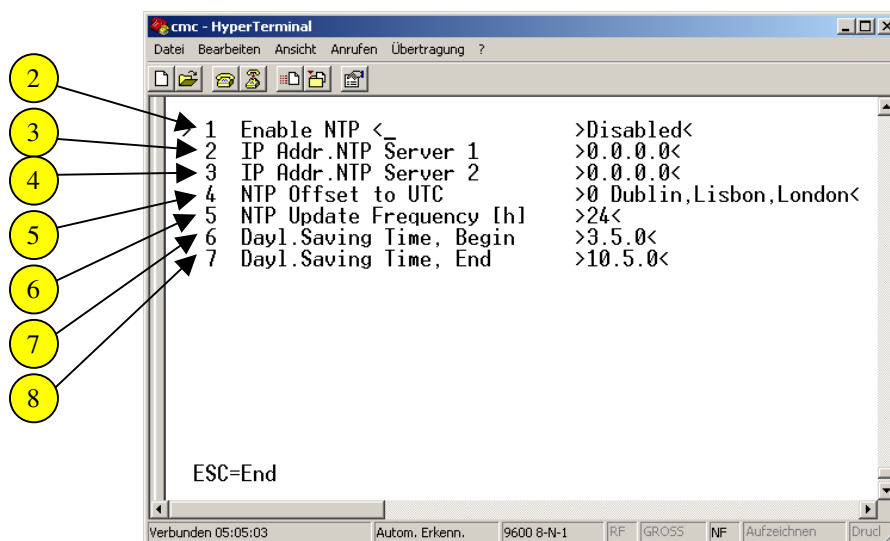 cmc - HyperTerminal
Datei Bearbeiten Ansicht Anrufen Übertragung ?
2
3
4
5
6
7
8
> 1 Enable NTP <_ >Disabled<
2 IP Addr.NTP Server 1 >0.0.0.0<
3 IP Addr.NTP Server 2 >0.0.0.0<
4 NTP Offset to UTC >0 Dublin,Lisbon,London<
5 NTP Update Frequency [h] >24<
6 Dayl.Saving Time, Begin >3.5.0<
7 Dayl.Saving Time, End >10.5.0<
ESC=End
Verbunden 05:05:03 Autom. Erkenn. 9600 8-N-1 RF GROSS NF Aufzeichnen Drucl